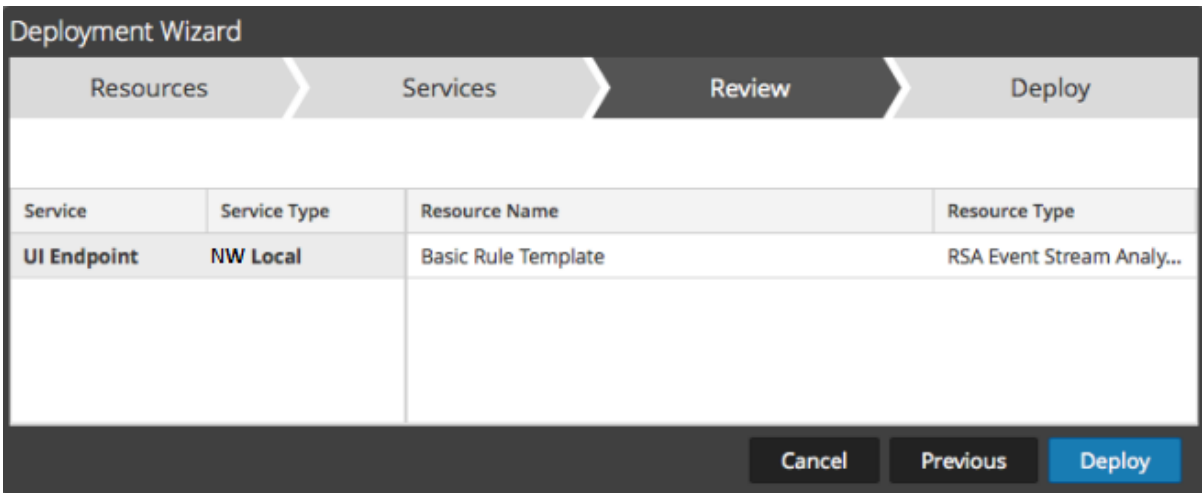 Deployment Wizard
Resources Services Review Deploy
Service Service Type Resource Name Resource Type
UI Endpoint NW Local Basic Rule Template RSA Event Stream Analy...
Cancel Previous Deploy